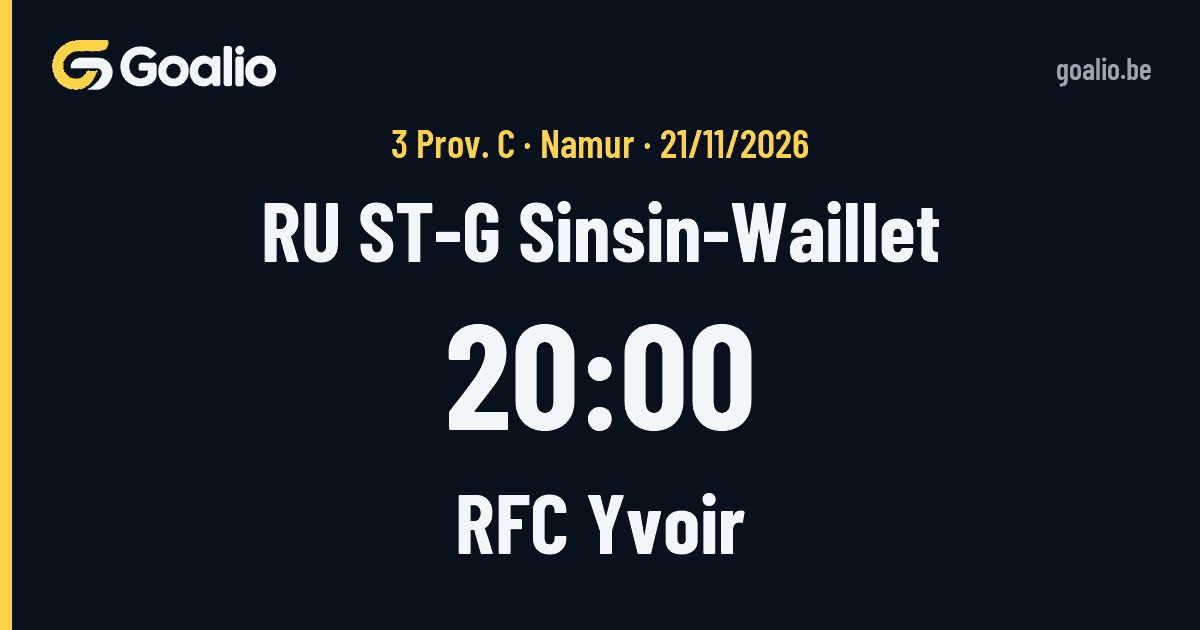 Goalio
goalio.be
3 Prov. C · Namur · 21/11/2026
RU ST-G Sinsin-Waillet
20:00
RFC Yvoir